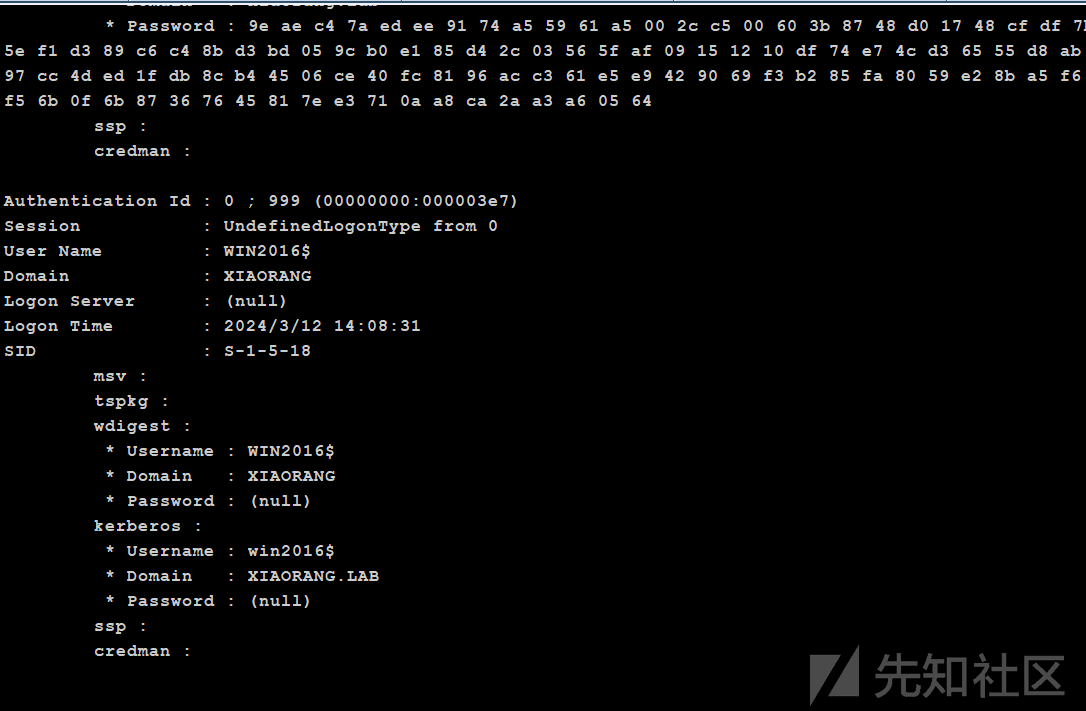 * Password : 9e ae c4 7a ed ee 91 74 a5 59 61 a5 00 2c c5 00 60 3b 87 48 d0 17 48 cf df
5e f1 d3 89 c6 c4 8b d3 bd 05 9c b0 e1 85 d4 2c 03 56 5f af 09 15 12 10 df 74 e7 4c d3 65 55 d8 ab
97 cc 4d ed 1f db 8c b4 45 06 ce 40 fc 81 96 ac c3 61 e5 e9 42 90 69 f3 b2 85 fa 80 59 e2 8b a5 f6
f5 6b 0f 6b 87 36 76 45 81 7e e3 71 0a a8 ca 2a a3 a6 05 64
ssp :
credman :
Authentication Id : 0 ; 999 (00000000:000003e7)
Session : UndefinedLogonType from 0
User Name : WIN2016$
Domain : XIAORANG
Logon Server : (null)
Logon Time : 2024/3/12 14:08:31
SID : S-1-5-18
msv :
tspkg :
wdigest :
* Username : WIN2016$
* Domain : XIAORANG
* Password : (null)
kerberos :
* Username : win2016$
* Domain : XIAORANG.LAB
* Password : (null)
ssp :
credman :
先知社区